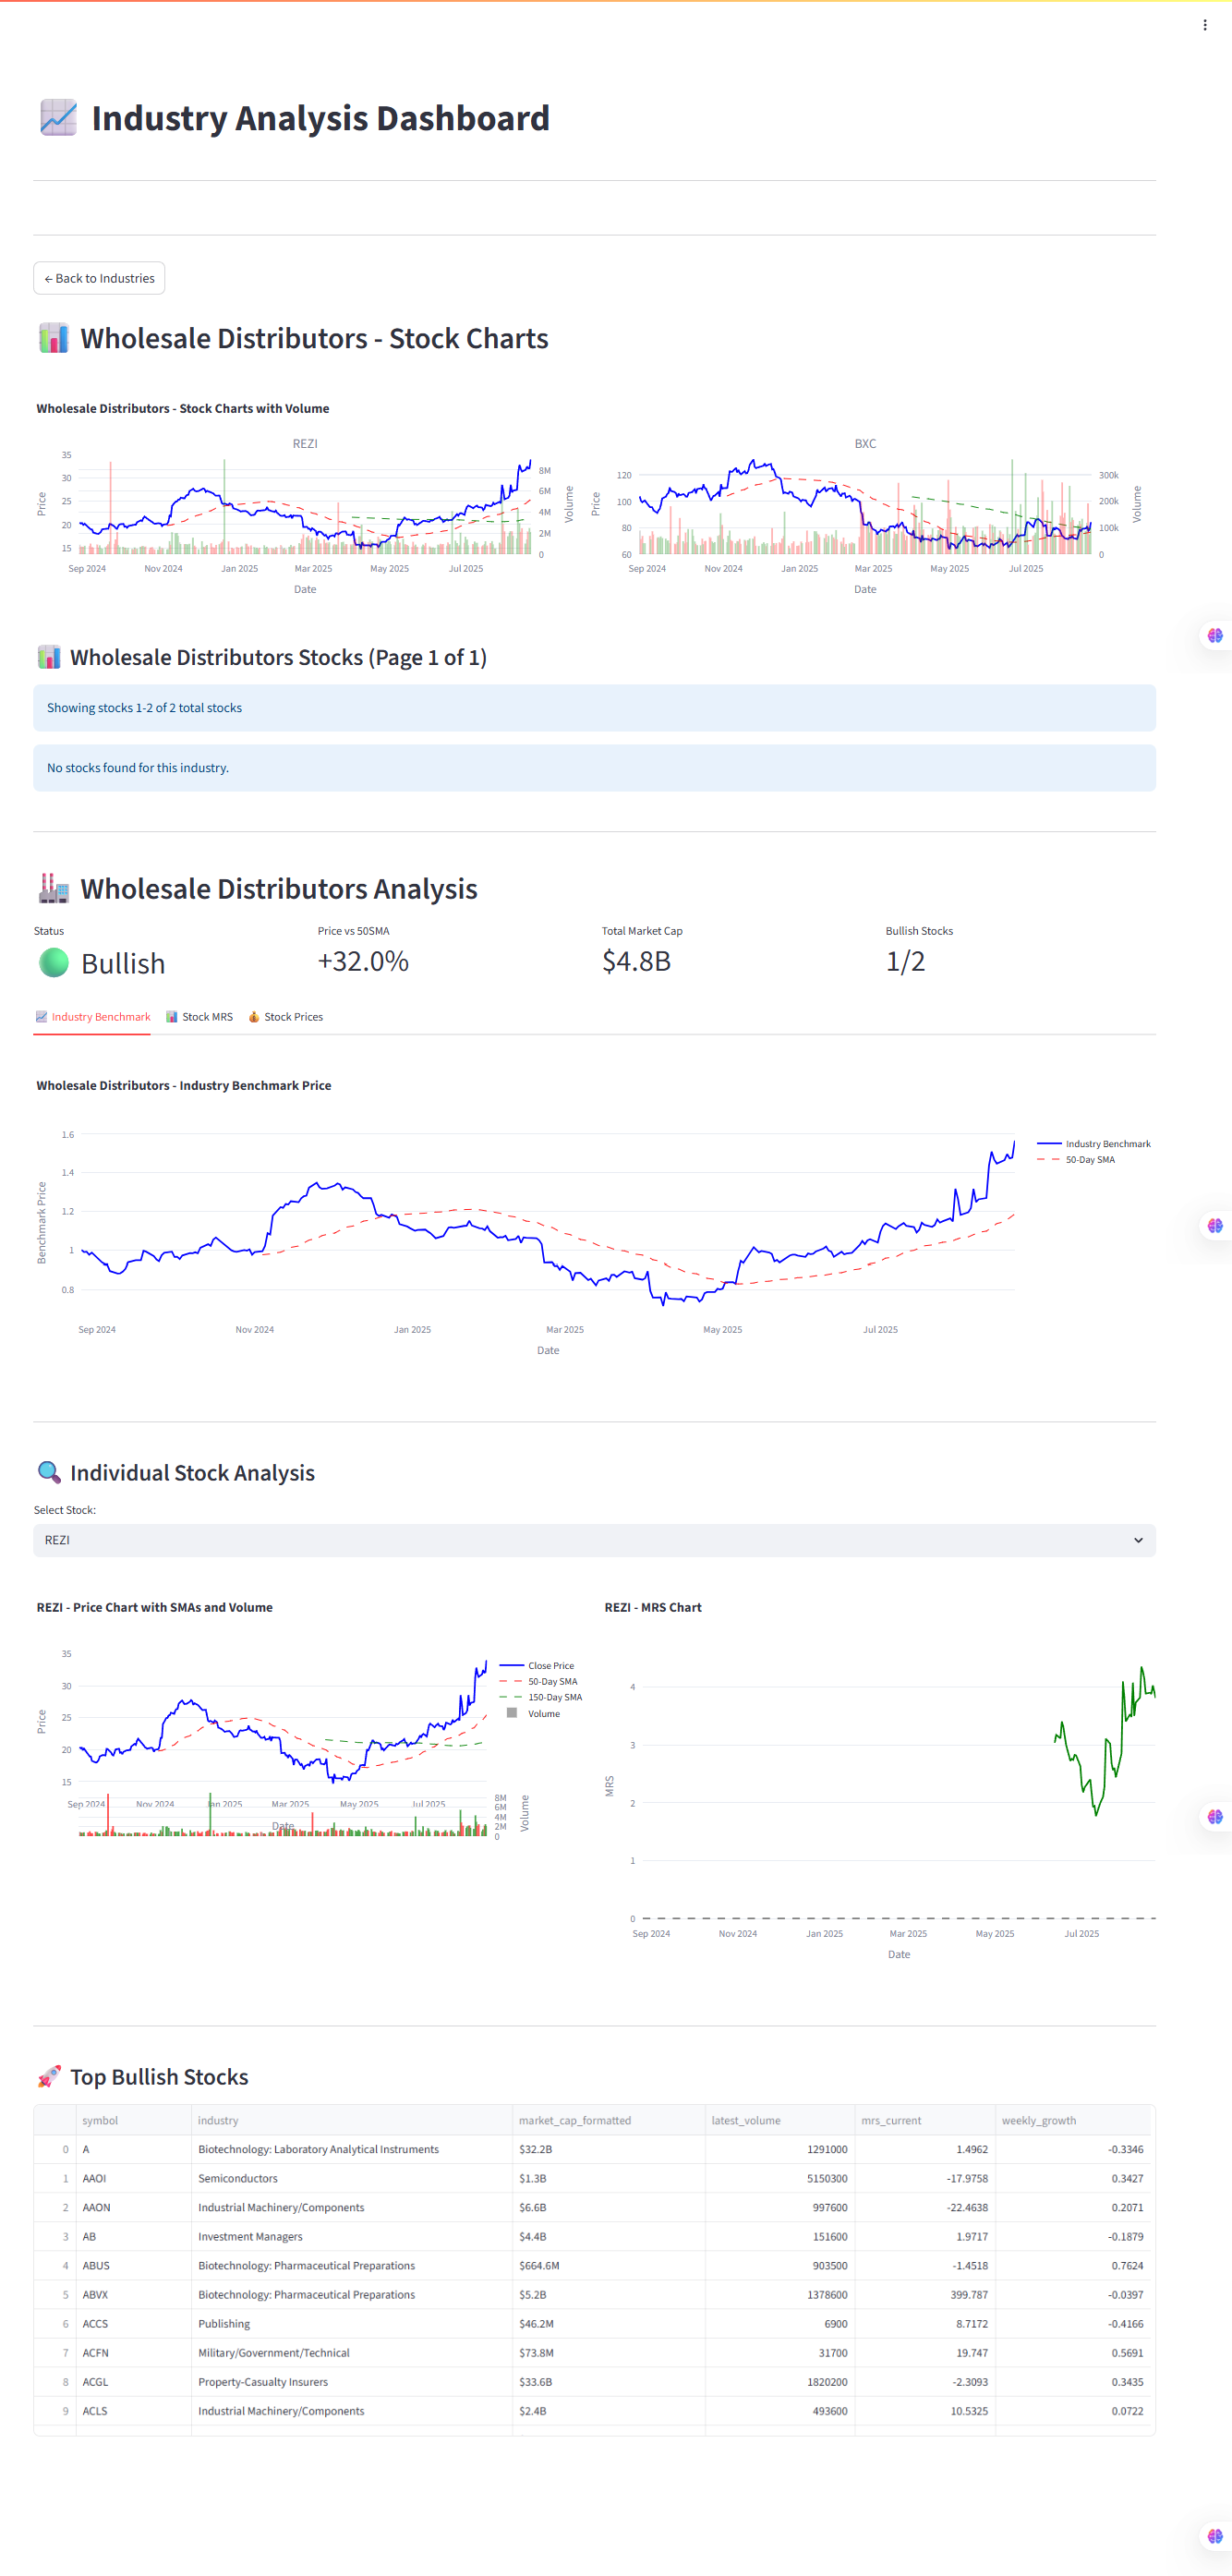 Industry Analysis Dashboard
← Back to Industries
Wholesale Distributors - Stock Charts
Wholesale Distributors - Stock Charts with Volume
REZI
35
30
25
20
15
Price
8M
6M
4M
2M
0
Volume
Sep 2024 Nov 2024 Jan 2025 Mar 2025 May 2025 Jul 2025
Date
BXC
120
100
80
60
Price
300k
200k
100k
0
Volume
Sep 2024 Nov 2024 Jan 2025 Mar 2025 May 2025 Jul 2025
Date
Wholesale Distributors Stocks (Page 1 of 1)
Showing stocks 1-2 of 2 total stocks
No stocks found for this industry.
Wholesale Distributors Analysis
Status Price vs 50SMA Total Market Cap Bullish Stocks
Bullish +32.0% $4.8B 1/2
Industry Benchmark Stock MRS Stock Prices
Wholesale Distributors - Industry Benchmark Price
1.6
1.4
1.2
1
0.8
Benchmark Price
Industry Benchmark
50-Day SMA
Sep 2024 Nov 2024 Jan 2025 Mar 2025 May 2025 Jul 2025
Date
Individual Stock Analysis
Select Stock:
REZI
REZI - Price Chart with SMAs and Volume
35
30
25
20
15
Price
Close Price
50-Day SMA
150-Day SMA
Volume
Sep 2024 Nov 2024 Jan 2025 Mar 2025 May 2025 Jul 2025
Date
8M
6M
4M
2M
0
Volume
REZI - MRS Chart
4
3
2
1
0
MRS
Sep 2024 Nov 2024 Jan 2025 Mar 2025 May 2025 Jul 2025
Date
Top Bullish Stocks
symbol industry market_cap_formatted latest_volume mrs_current weekly_growth
0 A Biotechnology: Laboratory Analytical Instruments $32.2B 1291000 1.4962 -0.3346
1 AAOI Semiconductors $1.3B 5150300 -17.9758 0.3427
2 AAON Industrial Machinery/Components $6.6B 997600 -22.4638 0.2071
3 AB Investment Managers $4.4B 151600 1.9717 -0.1879
4 ABUS Biotechnology: Pharmaceutical Preparations $664.6M 903500 -1.4518 0.7624
5 ABVX Biotechnology: Pharmaceutical Preparations $5.2B 1378600 399.787 -0.0397
6 ACCS Publishing $46.2M 6900 8.7172 -0.4166
7 ACFN Military/Government/Technical $73.8M 31700 19.747 0.5691
8 ACGL Property-Casualty Insurers $33.6B 1820200 -2.3093 0.3435
9 ACLS Industrial Machinery/Components $2.4B 493600 10.5325 0.0722